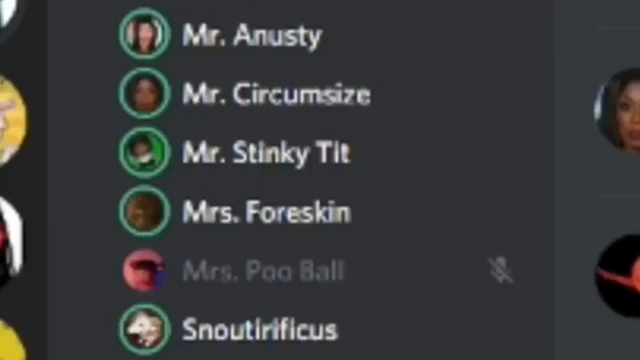 Mr. Anusty
Mr. Circumsize
Mr. Stinky Tit
Mrs. Foreskin
Mrs. Poo Ball
Snoutirificus